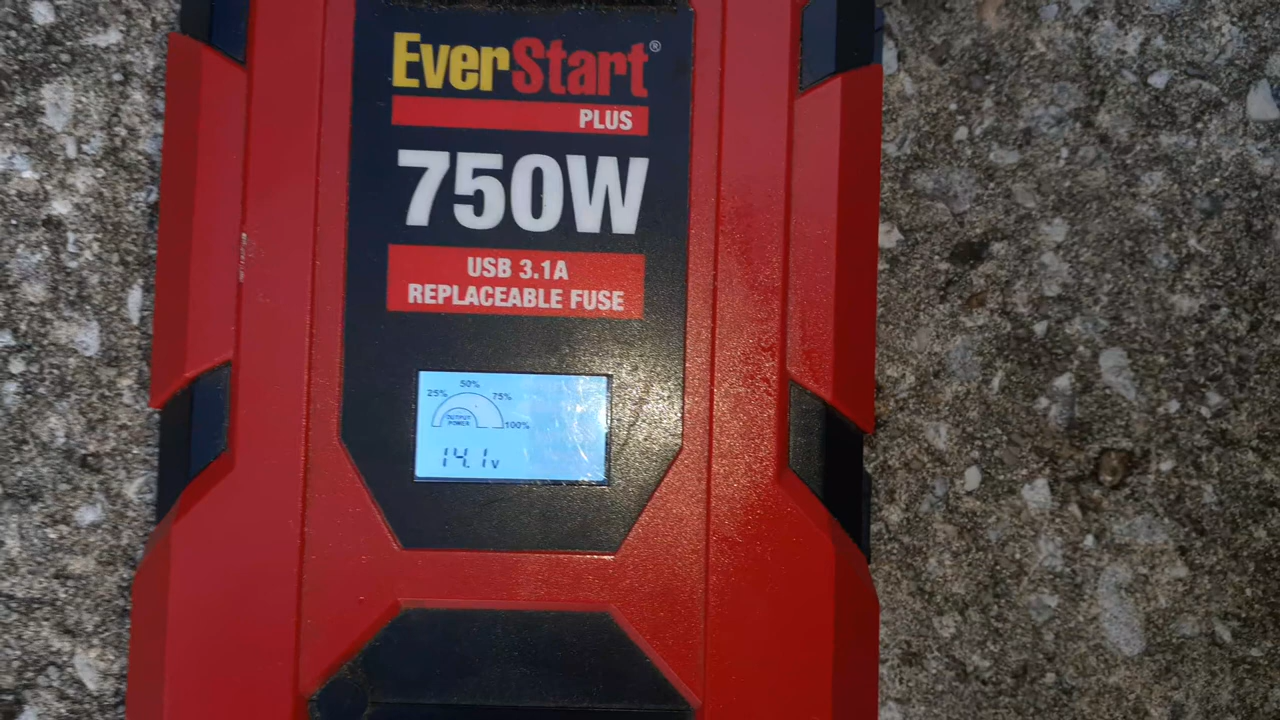 EverStart®
PLUS
750W
USB 3.1A
REPLACEABLE FUSE
50%
25% 75%
OUTPUT
POWER
100%
14.1v